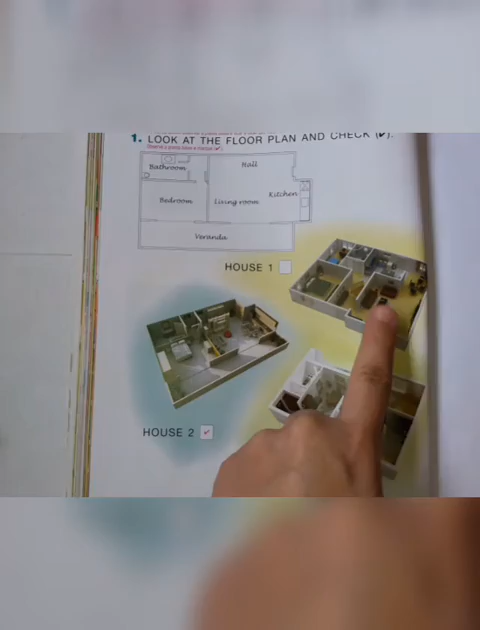 1. LOOK AT THE FLOOR PLAN AND CHECK (✔).
Bathroom
Hall
Bedroom
Living room
Kitchen
Veranda
HOUSE 1
HOUSE 2 ✔